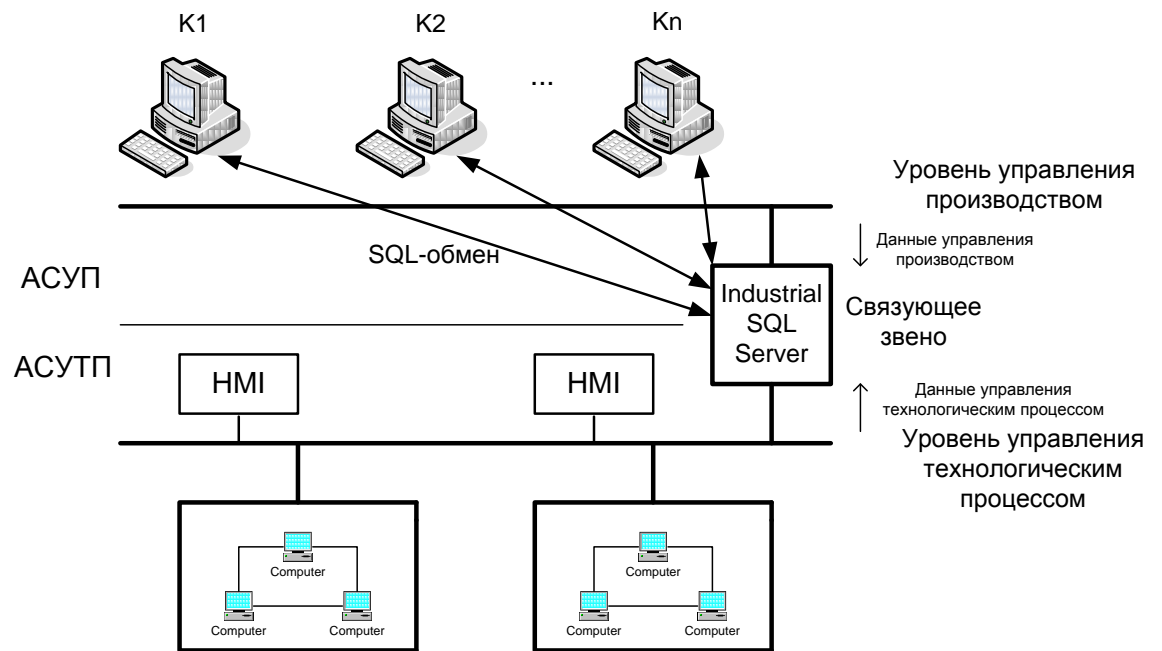 K1
K2
Kn
...
Уровень управления
производством
Данные управления
производством
SQL-обмен
АСУП
Industrial
SQL
Server
Связующее
звено
АСУТП
HMI
HMI
Данные управления
технологическим процессом
Уровень управления
технологическим
процессом
Computer
Computer
Computer
Computer
Computer
Computer